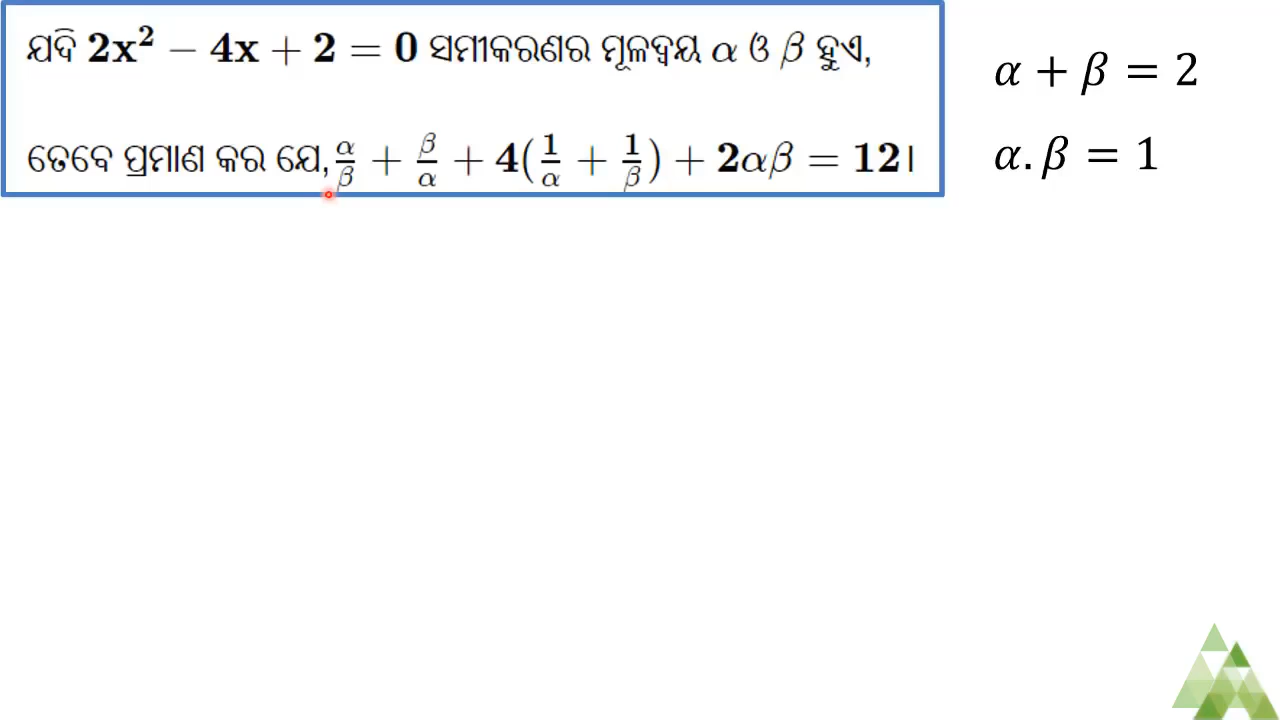 ଯଦି 2x² − 4x + 2 = 0 ସମୀକରଣର ମୂଳଦ୍ୱୟ α ଓ β ହୁଏ,
ତେବେ ପ୍ରମାଣ କର ଯେ, α/β + β/α + 4(1/α + 1/β) + 2αβ = 12।
α + β = 2
α. β = 1